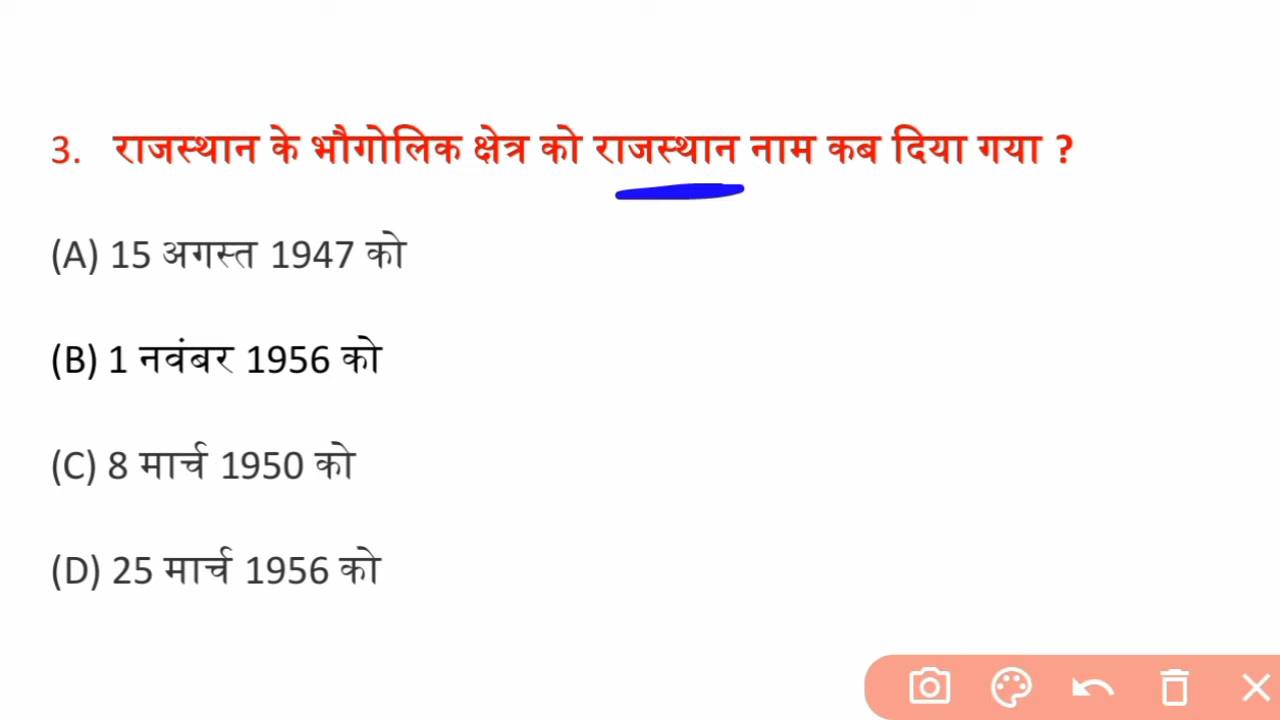 3. राजस्थान के भौगोलिक क्षेत्र को राजस्थान नाम कब दिया गया ?
(A) 15 अगस्त 1947 को
(B) 1 नवंबर 1956 को
(C) 8 मार्च 1950 को
(D) 25 मार्च 1956 को